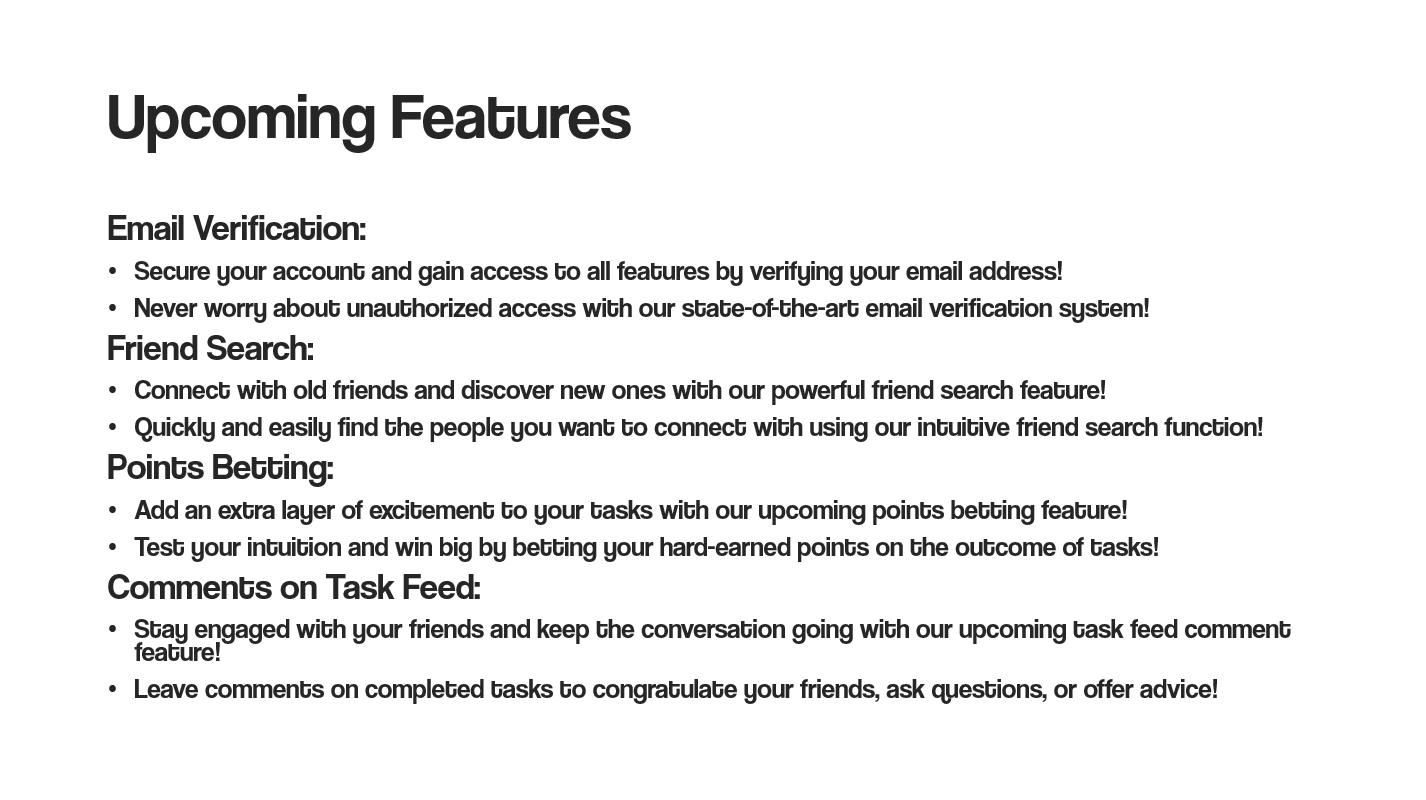 Upcoming Features
Email Verification:
• Secure your account and gain access to all features by verifying your email address!
• Never worry about unauthorized access with our state-of-the-art email verification system!
Friend Search:
• Connect with old friends and discover new ones with our powerful friend search feature!
• Quickly and easily find the people you want to connect with using our intuitive friend search function!
Points Betting:
• Add an extra layer of excitement to your tasks with our upcoming points betting feature!
• Test your intuition and win big by betting your hard-earned points on the outcome of tasks!
Comments on Task Feed:
• Stay engaged with your friends and keep the conversation going with our upcoming task feed comment
feature!
• Leave comments on completed tasks to congratulate your friends, ask questions, or offer advice!